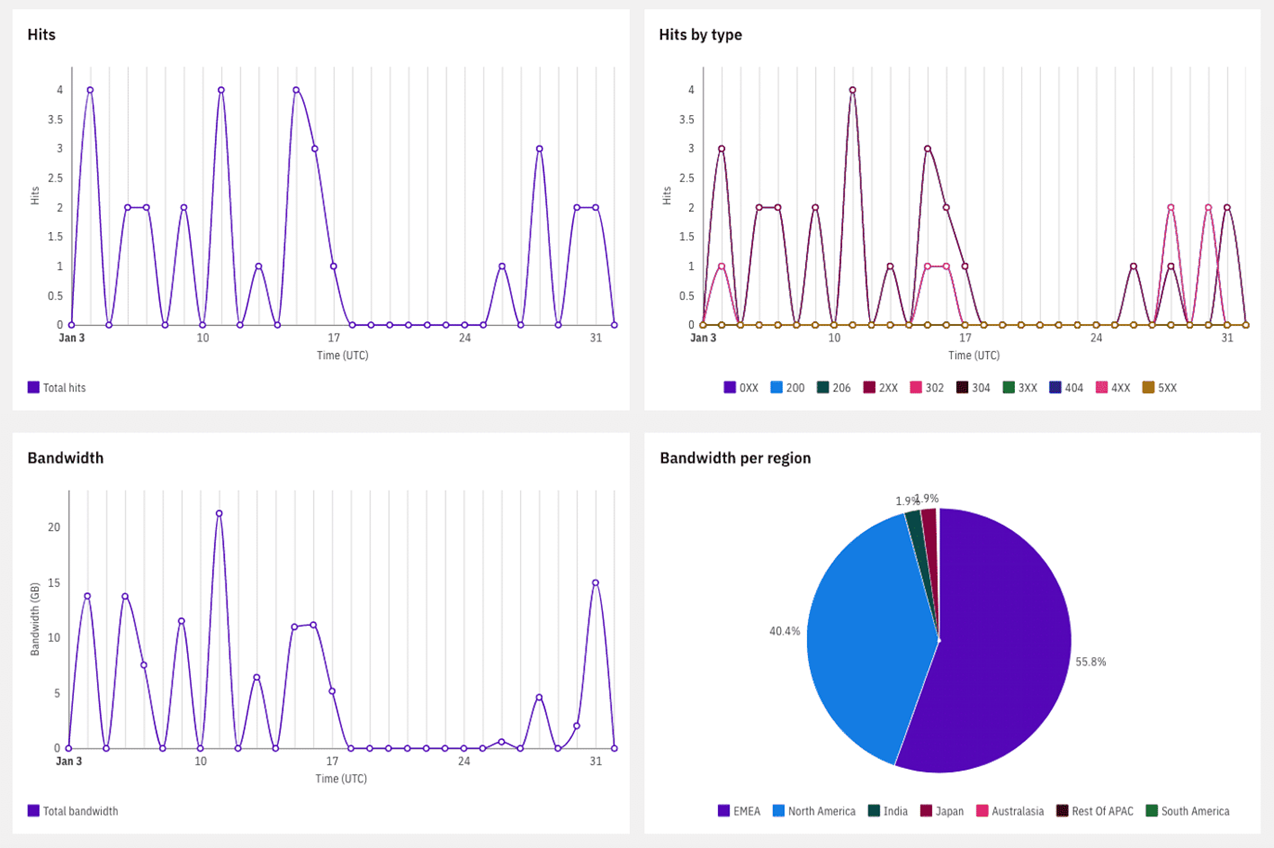 Hits
4
3.5
3
2.5
2
1.5
1
0.5
0
Hits
Jan 3 10 17 24 31
Time (UTC)
Total hits
Hits by type
4
3.5
3
2.5
2
1.5
1
0.5
0
Hits
Jan 3 10 17 24 31
Time (UTC)
0XX 200 206 2XX 302 304 3XX 404 4XX 5XX
Bandwidth
20
15
10
5
0
Bandwidth (GB)
Jan 3 10 17 24 31
Time (UTC)
Total bandwidth
Bandwidth per region
1.9% 1.9%
40.4%
55.8%
EMEA North America India Japan Australasia Rest Of APAC South America